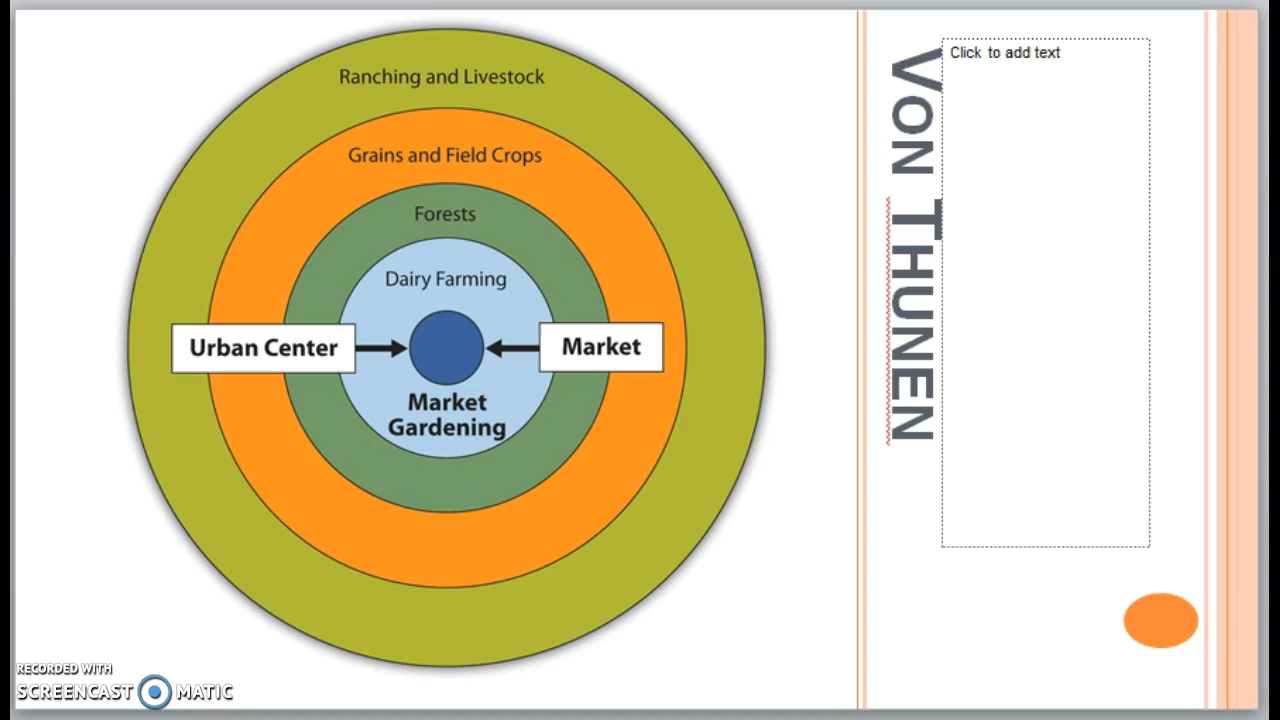 Ranching and Livestock
Grains and Field Crops
Forests
Dairy Farming
Urban Center
Market
Market
Gardening
VON THUNEN
Click to add text
RECORDED WITH
SCREENCAST MATIC